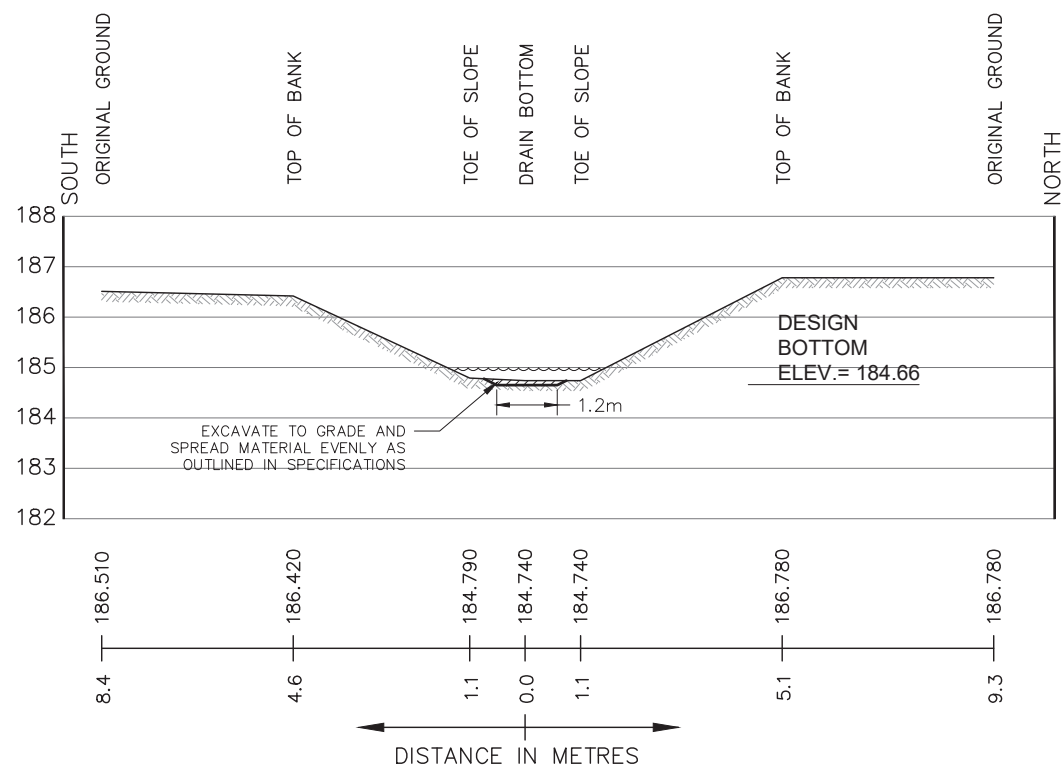 SOUTH
ORIGINAL GROUND
TOP OF BANK
TOE OF SLOPE
DRAIN BOTTOM
TOE OF SLOPE
TOP OF BANK
ORIGINAL GROUND
NORTH
188
187
186
185
184
183
182
DESIGN
BOTTOM
ELEV.= 184.66
1.2m
EXCAVATE TO GRADE AND
SPREAD MATERIAL EVENLY AS
OUTLINED IN SPECIFICATIONS
186.510
186.420
184.790
184.740
184.740
186.780
186.780
8.4
4.6
1.1
0.0
1.1
5.1
9.3
DISTANCE IN METRES